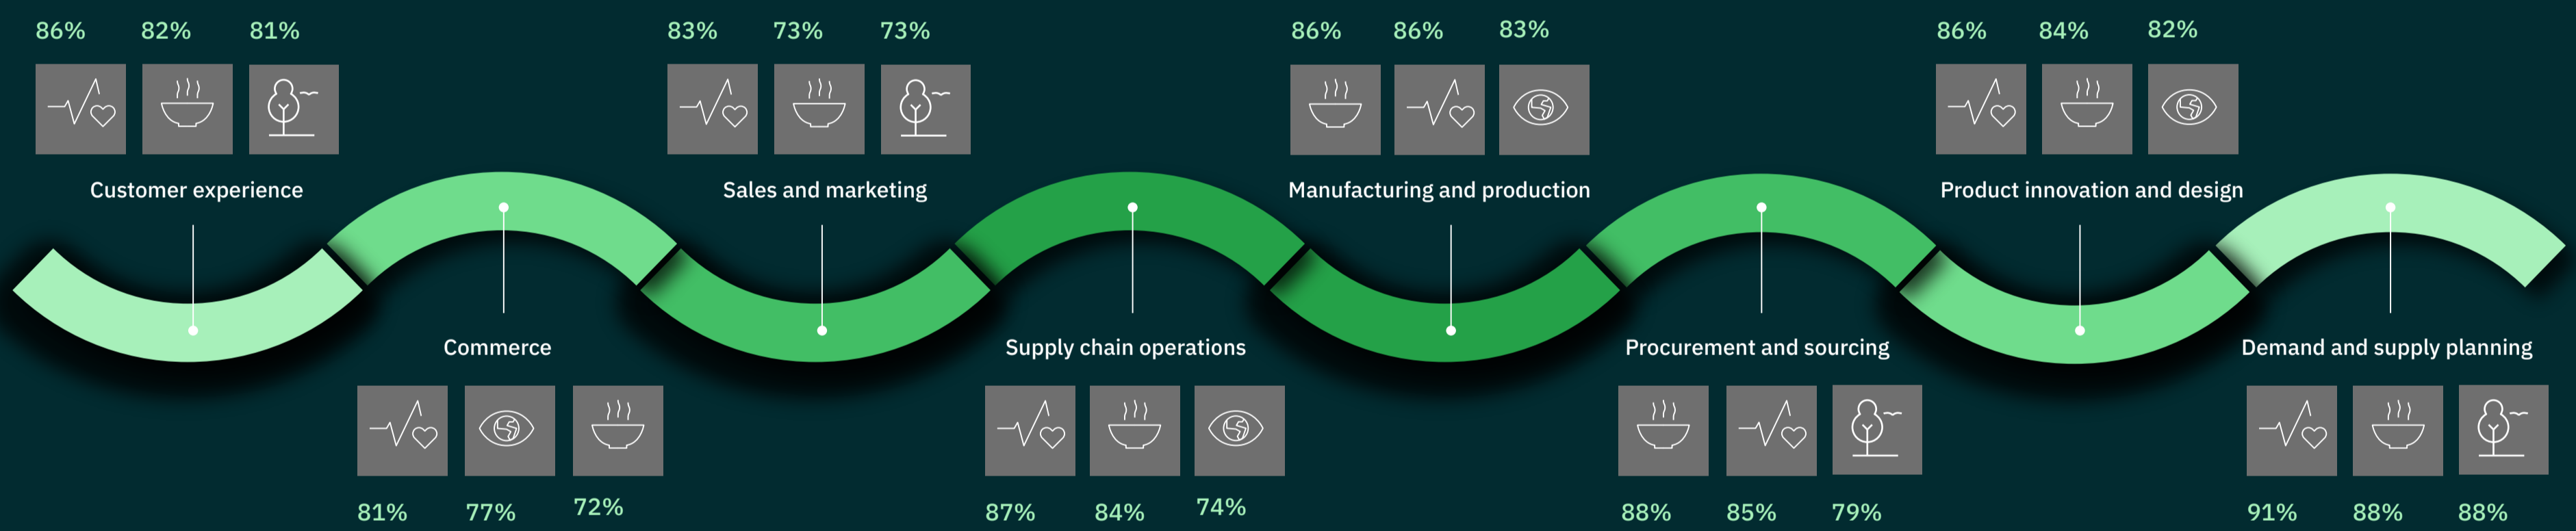 86% 82% 81%
Customer experience
81% 77% 72%
Commerce
83% 73% 73%
Sales and marketing
Supply chain operations
87% 84% 74%
86% 86% 83%
Manufacturing and production
Procurement and sourcing
88% 85% 79%
86% 84% 82%
Product innovation and design
Demand and supply planning
91% 88% 88%